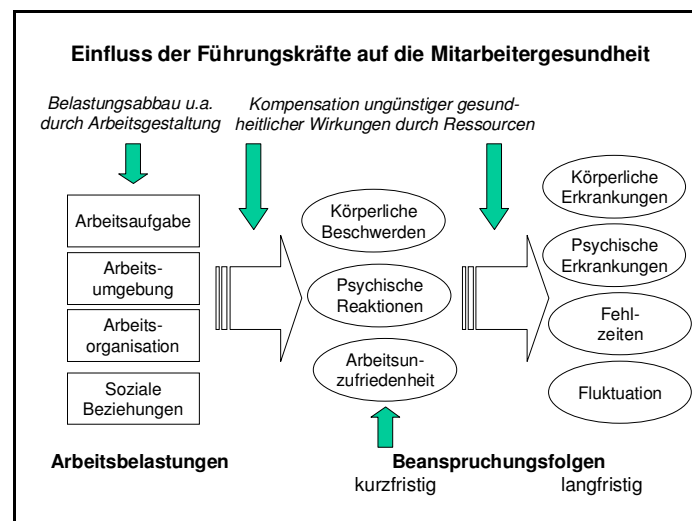 Einfluss der Führungskräfte auf die Mitarbeitergesundheit
Belastungsabbau u.a.
durch Arbeitsgestaltung
Kompensation ungünstiger gesund-
heitlicher Wirkungen durch Ressourcen
Arbeitsaufgabe
Arbeits-
umgebung
Arbeits-
organisation
Soziale
Beziehungen
Körperliche
Beschwerden
Psychische
Reaktionen
Arbeitsun-
zufriedenheit
Körperliche
Erkrankungen
Psychische
Erkrankungen
Fehl-
zeiten
Fluktuation
Arbeitsbelastungen
Beanspruchungsfolgen
kurzfristig
langfristig